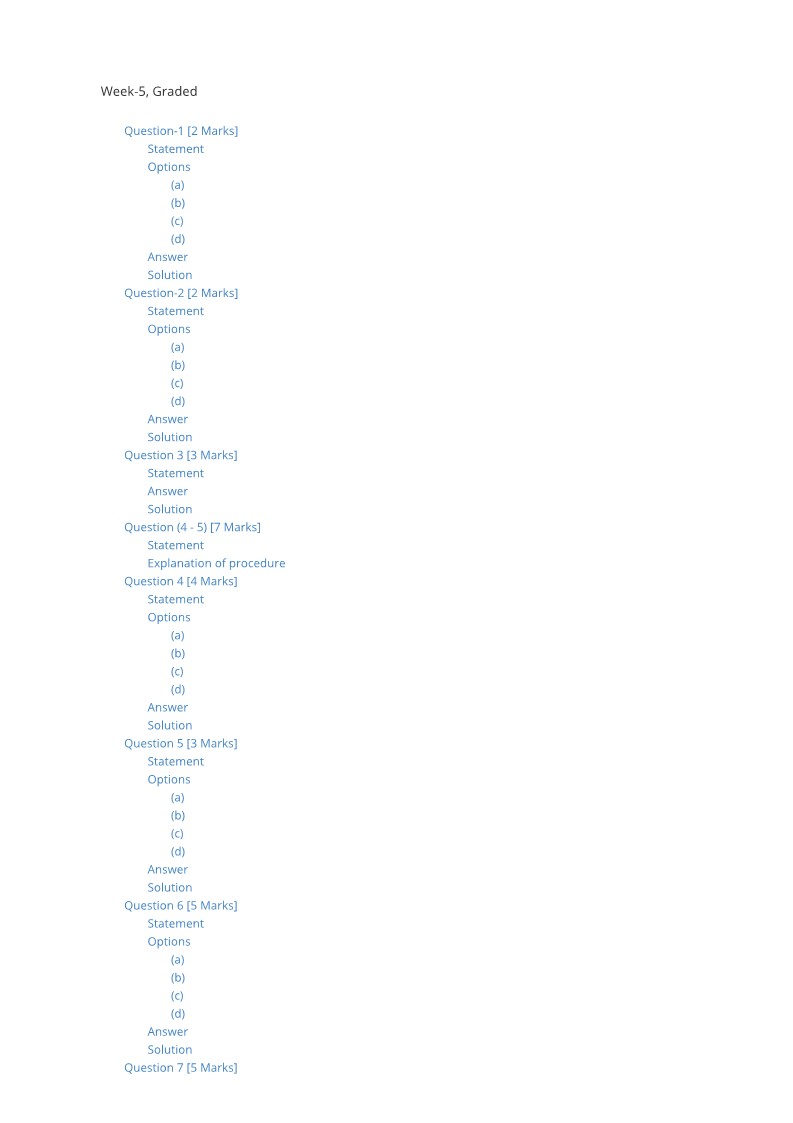 Week-5, Graded
Question-1 [2 Marks]
Statement
Options
(a)
(b)
(c)
(d)
Answer
Solution
Question-2 [2 Marks]
Statement
Options
(a)
(b)
(c)
(d)
Answer
Solution
Question 3 [3 Marks]
Statement
Answer
Solution
Question (4 - 5) [7 Marks]
Statement
Explanation of procedure
Question 4 [4 Marks]
Statement
Options
(a)
(b)
(c)
(d)
Answer
Solution
Question 5 [3 Marks]
Statement
Options
(a)
(b)
(c)
(d)
Answer
Solution
Question 6 [5 Marks]
Statement
Options
(a)
(b)
(c)
(d)
Answer
Solution
Question 7 [5 Marks]